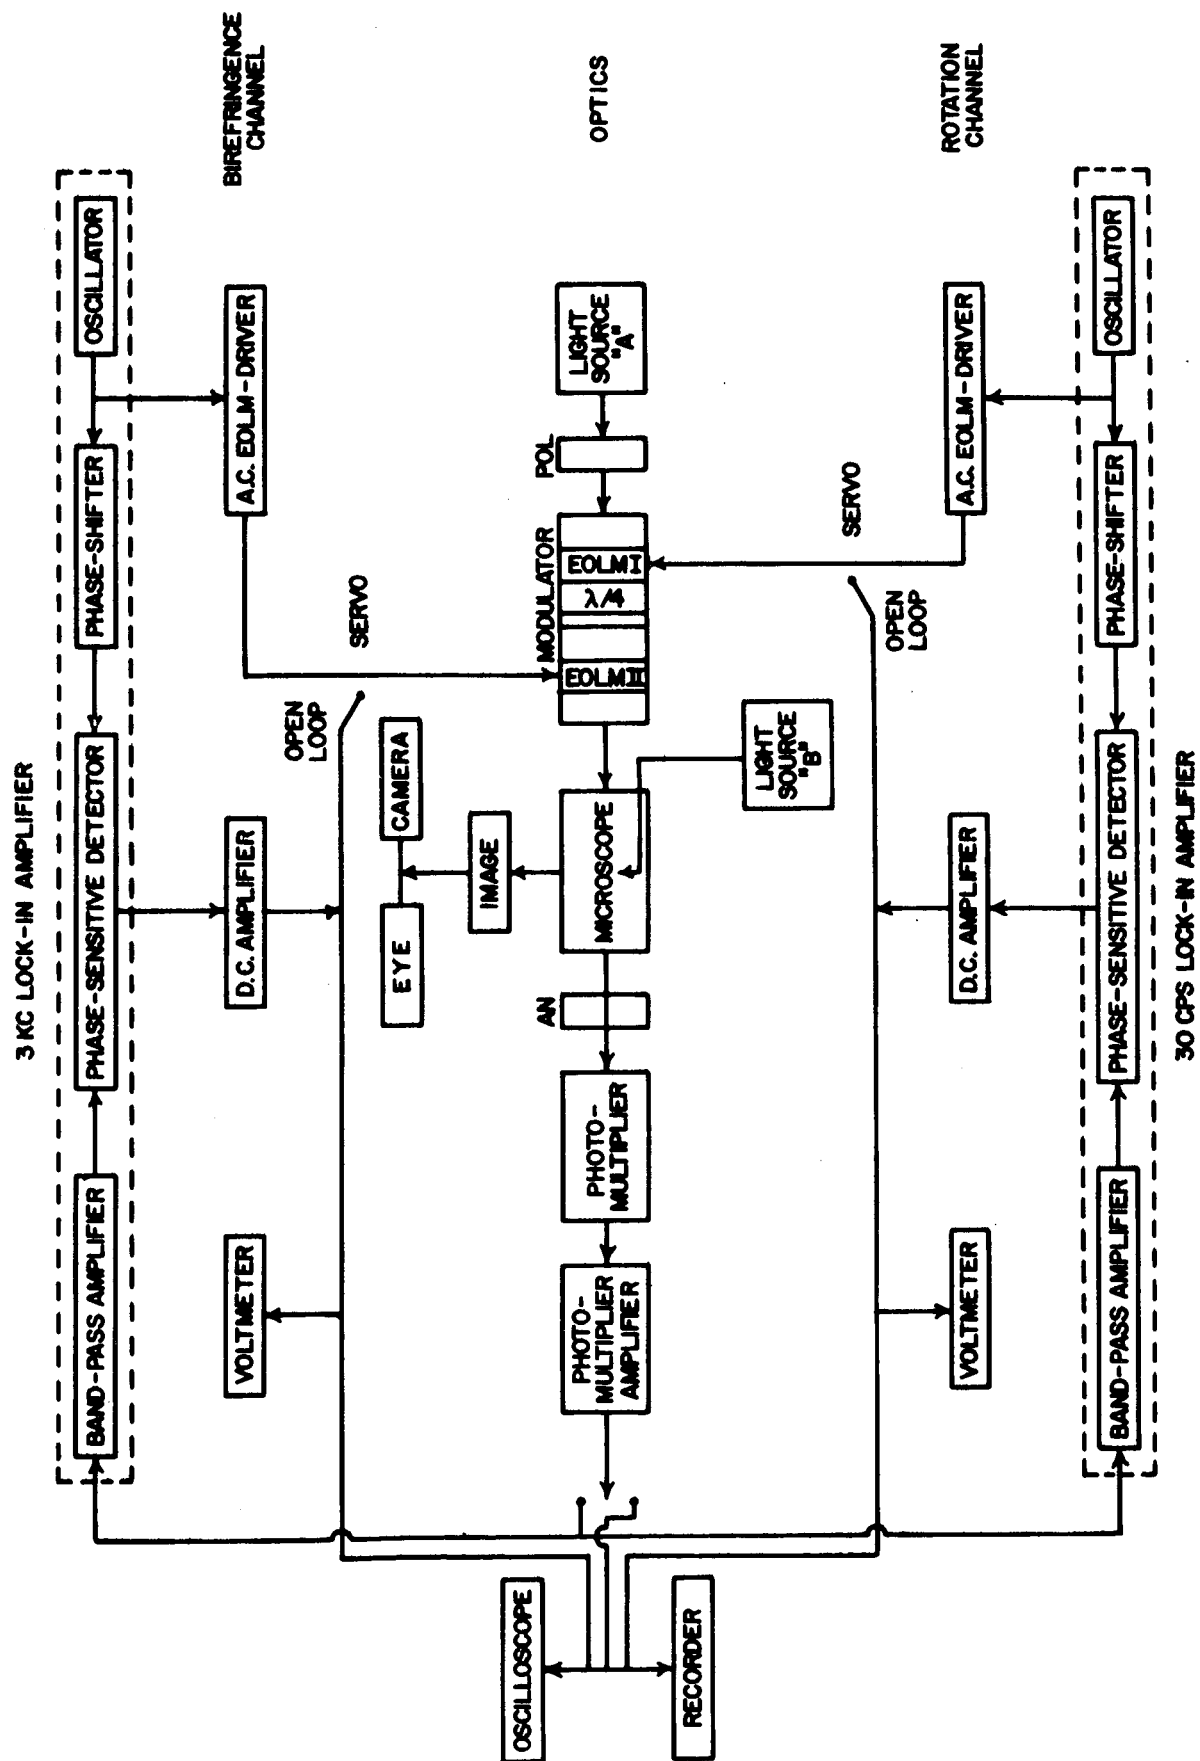 3 KC LOCK-IN AMPLIFIER
BAND-PASS AMPLIFIER
PHASE-SENSITIVE DETECTOR
PHASE-SHIFTER
OSCILLATOR
VOLTMETER
D.C. AMPLIFIER
A.C. EOLM-DRIVER
BIREFRINGENCE
CHANNEL
OPEN
LOOP
SERVO
EYE
CAMERA
IMAGE
OSCILLOSCOPE
RECORDER
PHOTO-
MULTIPLIER
AMPLIFIER
PHOTO-
MULTIPLIER
AN
MICROSCOPE
MODULATOR
EOLM II
λ/4
EOLM I
POL
LIGHT
SOURCE
"A"
OPTICS
LIGHT
SOURCE
"B"
OPEN
LOOP
SERVO
VOLTMETER
D.C. AMPLIFIER
A.C. EOLM-DRIVER
ROTATION
CHANNEL
BAND-PASS AMPLIFIER
PHASE-SENSITIVE DETECTOR
PHASE-SHIFTER
OSCILLATOR
30 CPS LOCK-IN AMPLIFIER